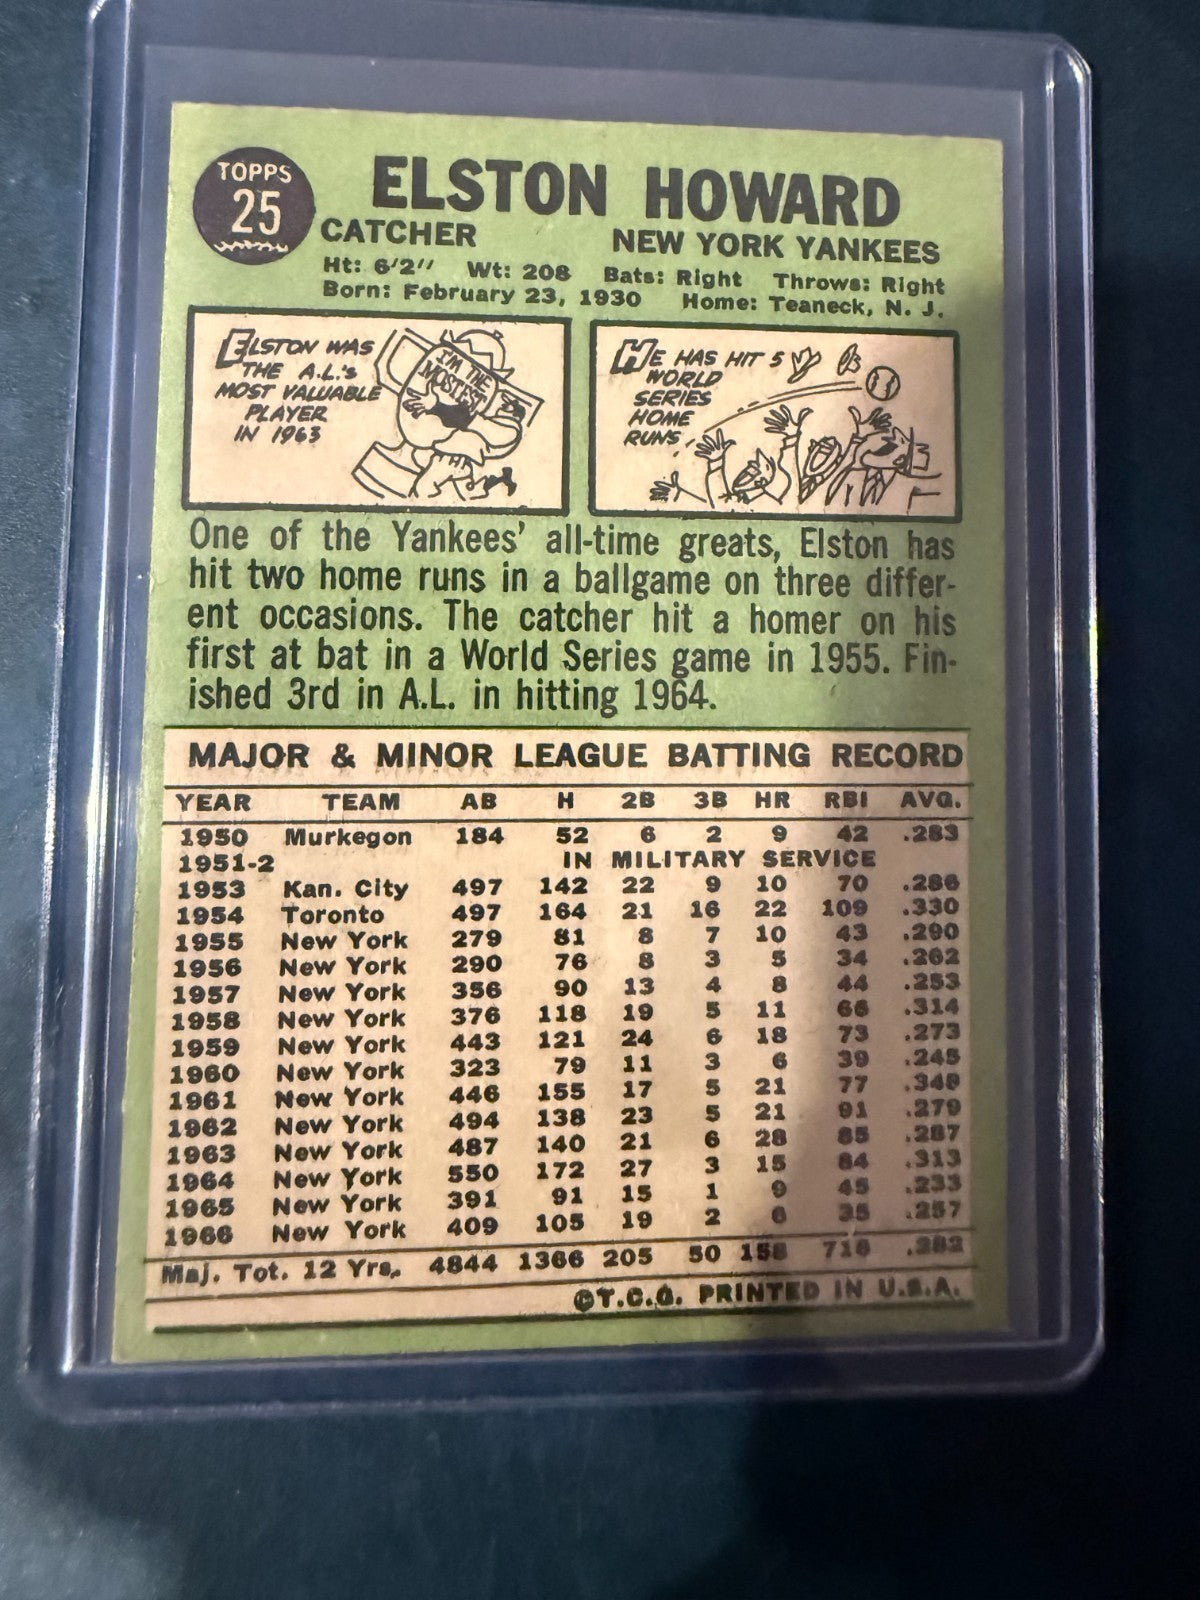 TOPPS
25
ELSTON HOWARD
CATCHER NEW YORK YANKEES
Ht: 6'2" Wt: 208 Bats: Right Throws: Right
Born: February 23, 1930 Home: Teaneck, N. J.
ELSTON WAS
THE A.L.'s
MOST VALUABLE
PLAYER
IN 1963
I'M THE
MOSTEST
HE HAS HIT 5
WORLD
SERIES
HOME
RUNS
One of the Yankees' all-time greats, Elston has
hit two home runs in a ballgame on three differ-
ent occasions. The catcher hit a homer on his
first at bat in a World Series game in 1955. Fin-
ished 3rd in A.L. in hitting 1964.
MAJOR & MINOR LEAGUE BATTING RECORD
YEAR TEAM AB H 2B 3B HR RBI AVG.
1950 Murkegon 184 52 6 2 9 42 .283
1951-2 IN MILITARY SERVICE
1953 Kan. City 497 142 22 9 10 70 .286
1954 Toronto 497 164 21 16 22 109 .330
1955 New York 279 81 8 7 10 43 .290
1956 New York 290 76 8 3 5 34 .262
1957 New York 356 90 13 4 8 44 .253
1958 New York 376 118 19 5 11 66 .314
1959 New York 443 121 24 6 18 73 .273
1960 New York 323 79 11 3 6 39 .245
1961 New York 446 155 17 5 21 77 .348
1962 New York 494 138 23 5 21 91 .279
1963 New York 487 140 21 6 28 85 .287
1964 New York 550 172 27 3 15 84 .313
1965 New York 391 91 15 1 9 45 .233
1966 New York 409 105 19 2 6 35 .257
Maj. Tot. 12 Yrs. 4844 1366 205 50 158 718 .282
©T.C.G. PRINTED IN U.S.A.